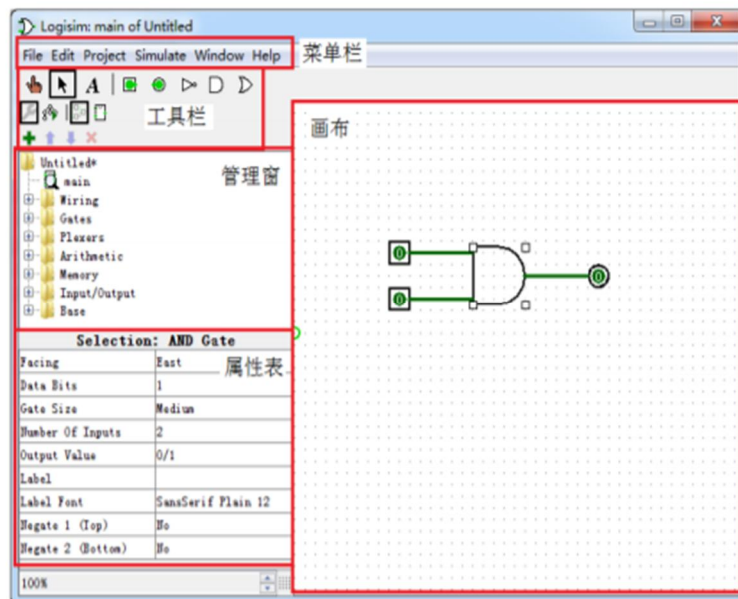 Logisim: main of Untitled
File Edit Project Simulate Window Help
菜单栏
A
工具栏
画布
Untitled*
管理窗
main
Wiring
Gates
Plexers
Arithmetic
Memory
Input/Output
Base
Selection: AND Gate
Facing East
属性表
Data Bits 1
Gate Size Medium
Number Of Inputs 2
Output Value 0/1
Label
Label Font SansSerif Plain 12
Negate 1 (Top) No
Negate 2 (Bottom) No
100%
0
0
0